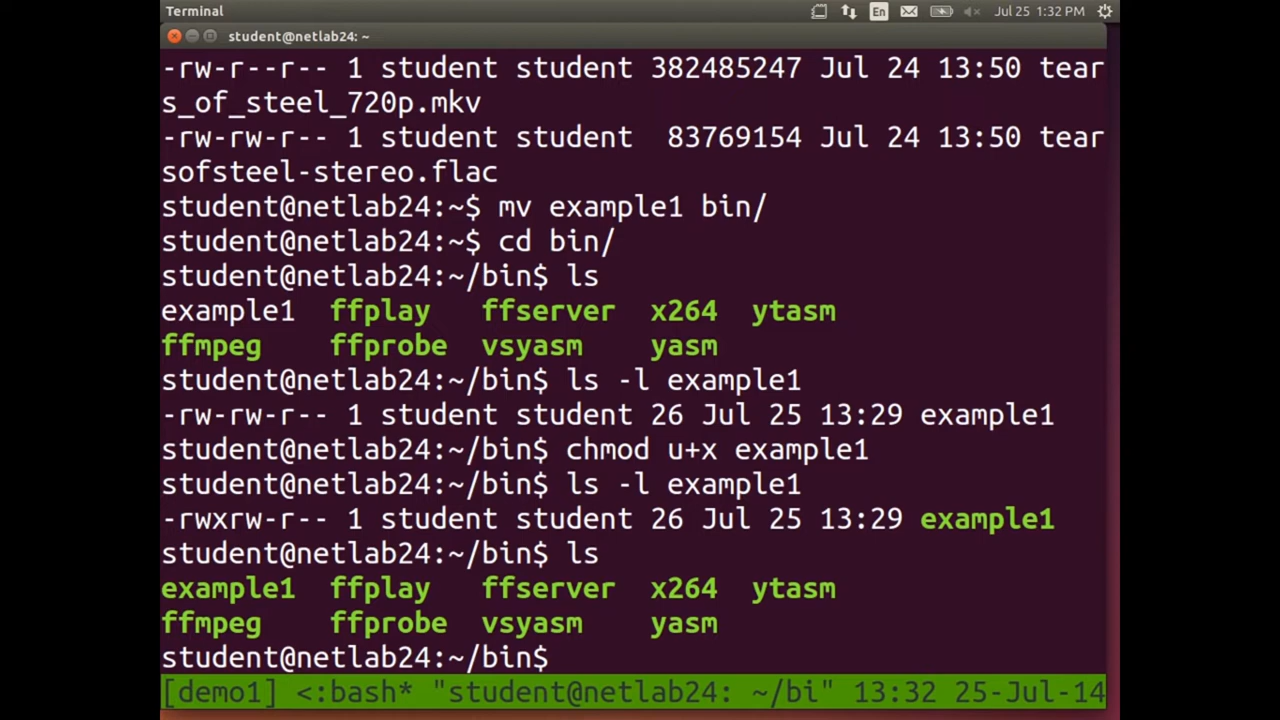 Terminal En Jul 25 1:32 PM
student@netlab24: ~
-rw-r--r-- 1 student student 382485247 Jul 24 13:50 tear
s_of_steel_720p.mkv
-rw-rw-r-- 1 student student  83769154 Jul 24 13:50 tear
sofsteel-stereo.flac
student@netlab24:~$ mv example1 bin/
student@netlab24:~$ cd bin/
student@netlab24:~/bin$ ls
example1  ffplay   ffserver  x264  ytasm
ffmpeg    ffprobe  vsyasm    yasm
student@netlab24:~/bin$ ls -l example1
-rw-rw-r-- 1 student student 26 Jul 25 13:29 example1
student@netlab24:~/bin$ chmod u+x example1
student@netlab24:~/bin$ ls -l example1
-rwxrw-r-- 1 student student 26 Jul 25 13:29 example1
student@netlab24:~/bin$ ls
example1  ffplay   ffserver  x264  ytasm
ffmpeg    ffprobe  vsyasm    yasm
student@netlab24:~/bin$
[demo1] <:bash* "student@netlab24: ~/bi" 13:32 25-Jul-14